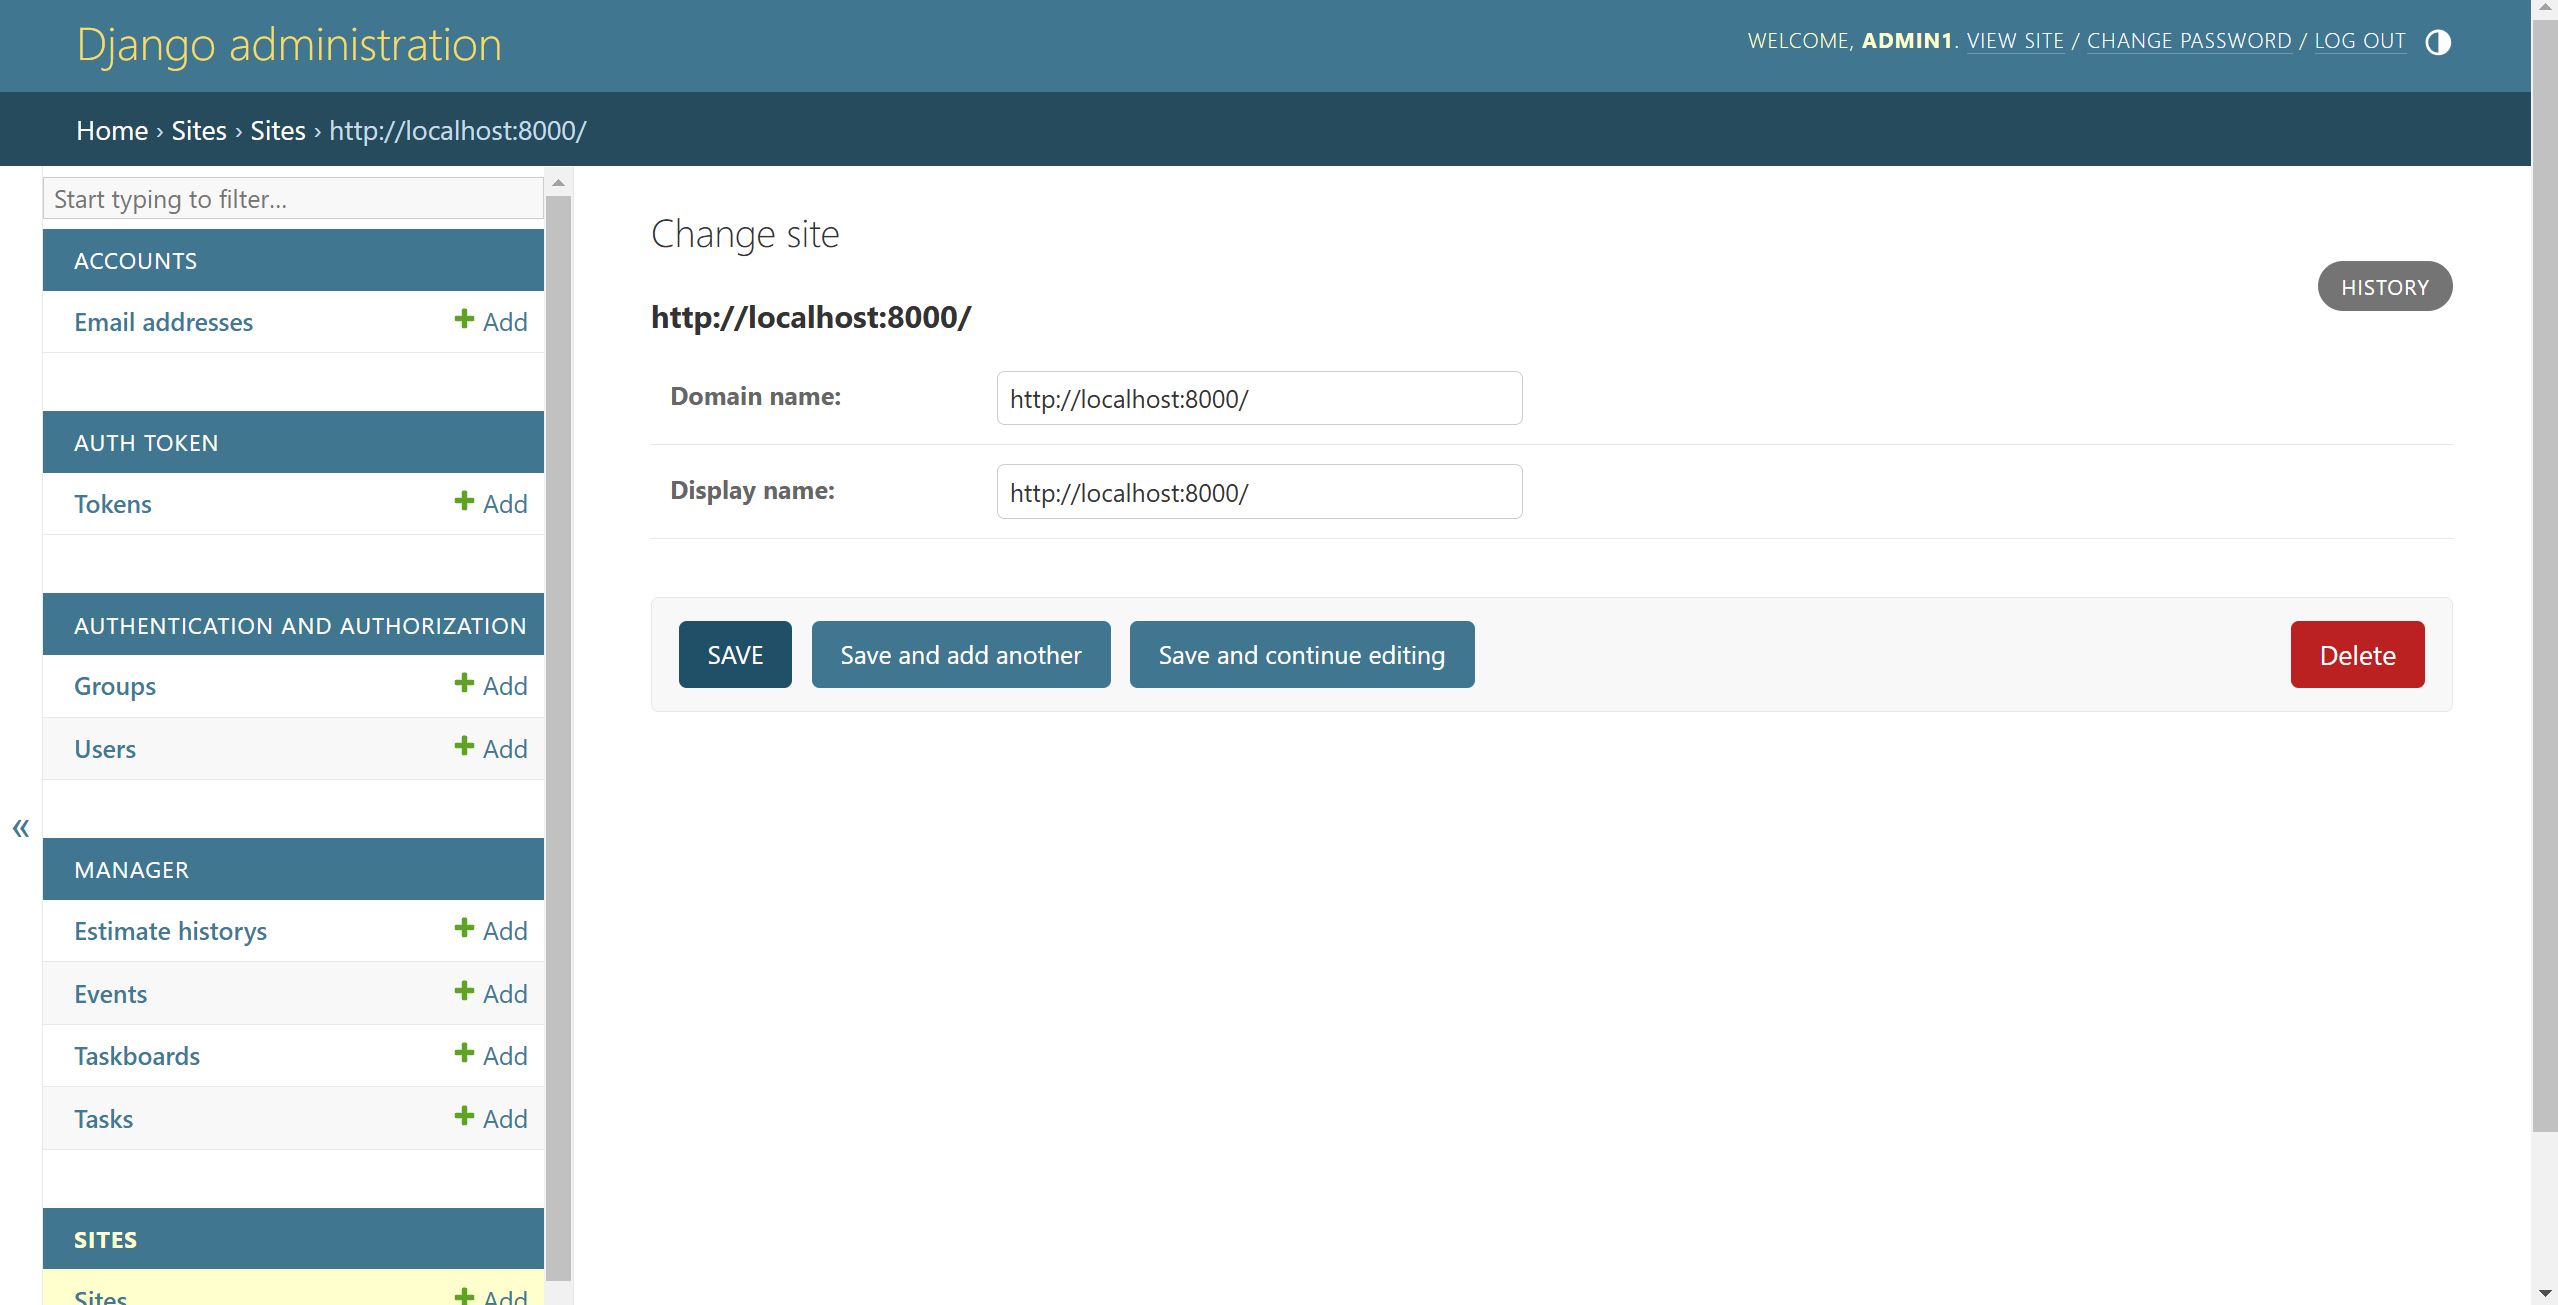 Django administration
WELCOME, ADMIN1. VIEW SITE / CHANGE PASSWORD / LOG OUT
Home › Sites › Sites › http://localhost:8000/
Start typing to filter...
ACCOUNTS
Email addresses Add
AUTH TOKEN
Tokens Add
AUTHENTICATION AND AUTHORIZATION
Groups Add
Users Add
«
MANAGER
Estimate historys Add
Events Add
Taskboards Add
Tasks Add
SITES
Sites Add
Change site
HISTORY
http://localhost:8000/
Domain name: http://localhost:8000/
Display name: http://localhost:8000/
SAVE Save and add another Save and continue editing Delete